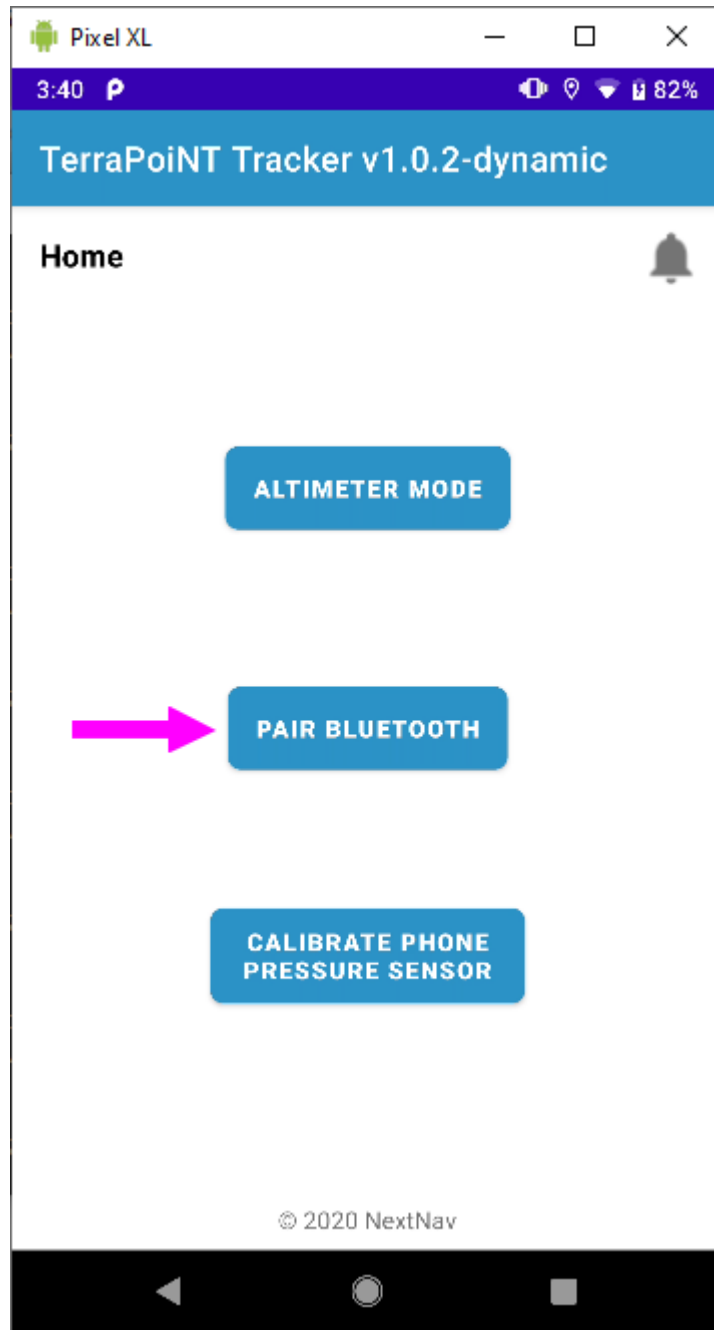 Pixel XL
3:40 82%
TerraPoiNT Tracker v1.0.2-dynamic
Home
ALTIMETER MODE
PAIR BLUETOOTH
CALIBRATE PHONE
PRESSURE SENSOR
© 2020 NextNav